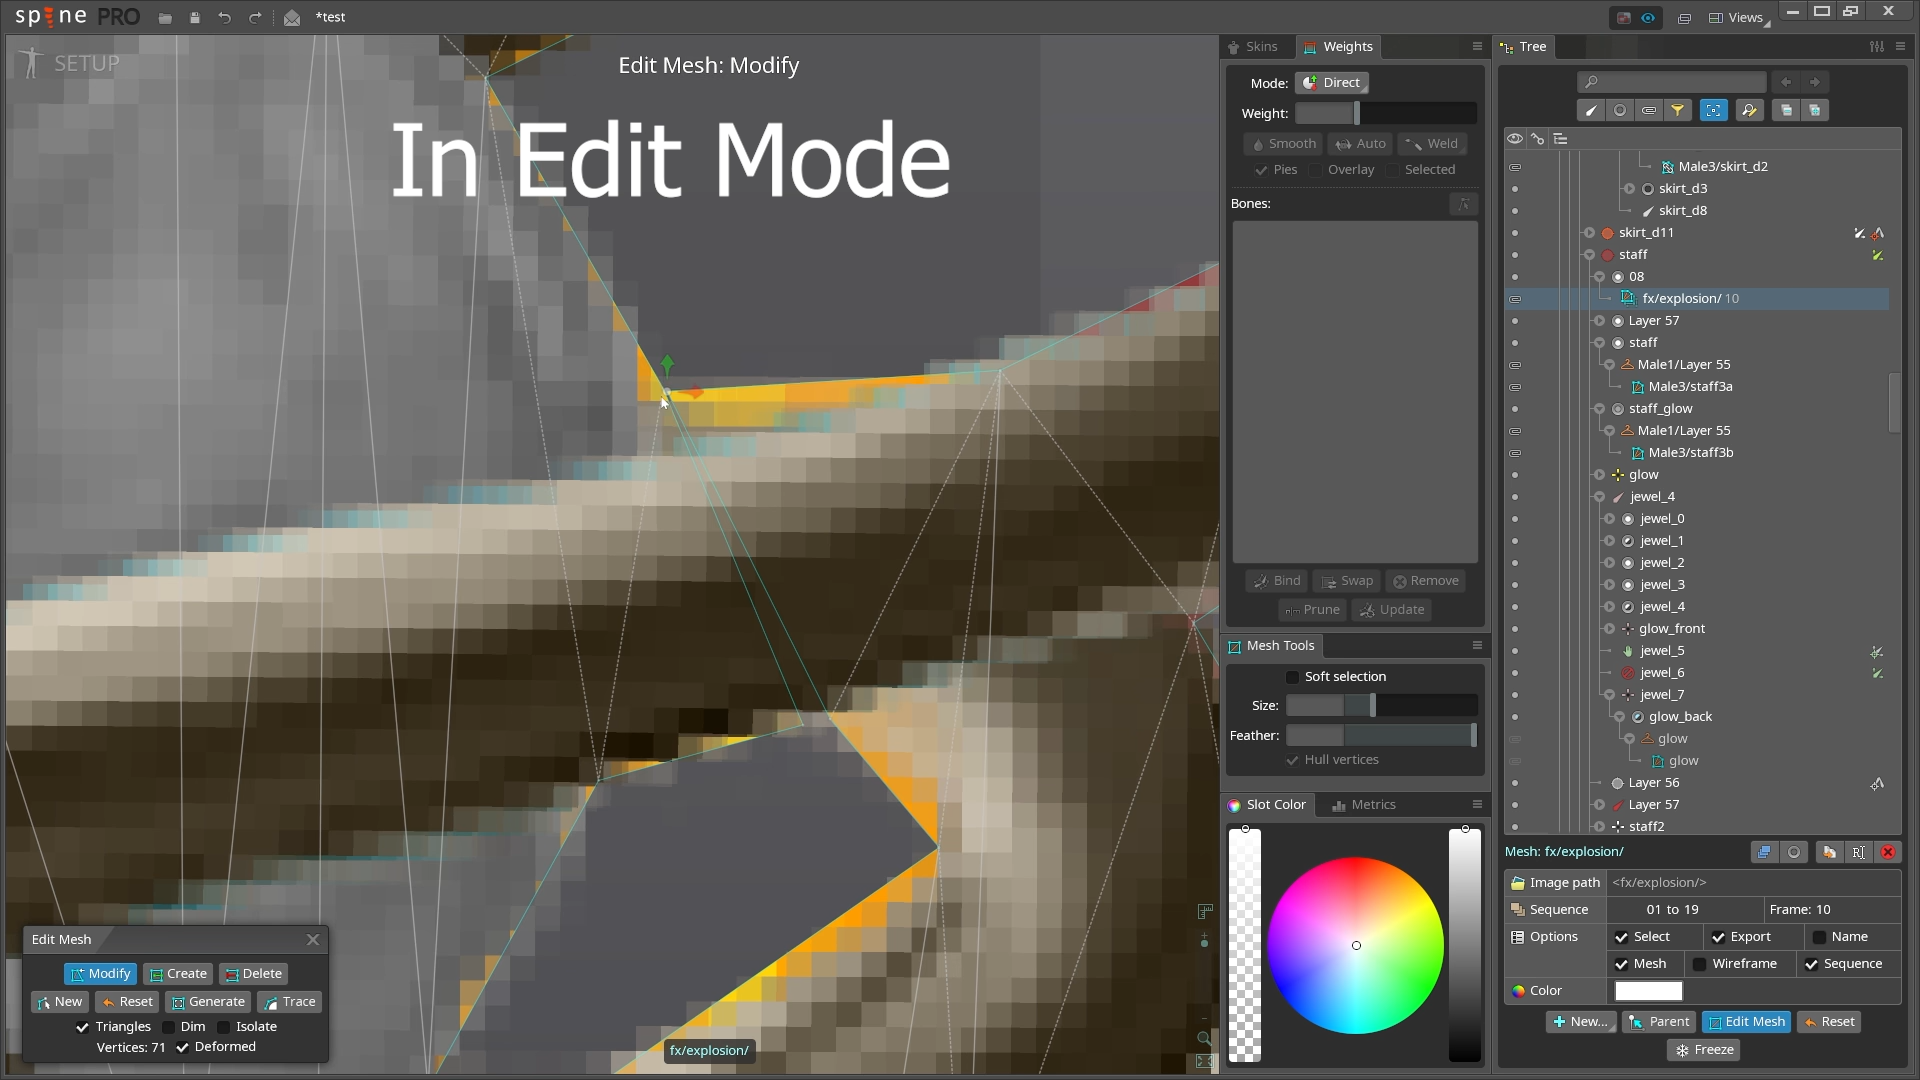 spine PRO
*test
Views
SETUP
Edit Mesh: Modify
In Edit Mode
Skins
Weights
Mode:
Direct
Weight:
Smooth
Auto
Weld
Pies
Overlay
Selected
Bones:
Bind
Swap
Remove
Prune
Update
Mesh Tools
Soft selection
Size:
Feather:
Hull vertices
Slot Color
Metrics
Tree
Male3/skirt_d2
skirt_d3
skirt_d8
skirt_d11
staff
08
fx/explosion/ 10
Layer 57
staff
Male1/Layer 55
Male3/staff3a
staff_glow
Male1/Layer 55
Male3/staff3b
glow
jewel_4
jewel_0
jewel_1
jewel_2
jewel_3
jewel_4
glow_front
jewel_5
jewel_6
jewel_7
glow_back
glow
glow
Layer 56
Layer 57
staff2
Mesh: fx/explosion/
Image path
<fx/explosion/>
Sequence
01 to 19
Frame: 10
Options
Select
Export
Name
Mesh
Wireframe
Sequence
Color
New...
Parent
Edit Mesh
Reset
Freeze
Edit Mesh
Modify
Create
Delete
New
Reset
Generate
Trace
Triangles
Dim
Isolate
Vertices: 71
Deformed
fx/explosion/